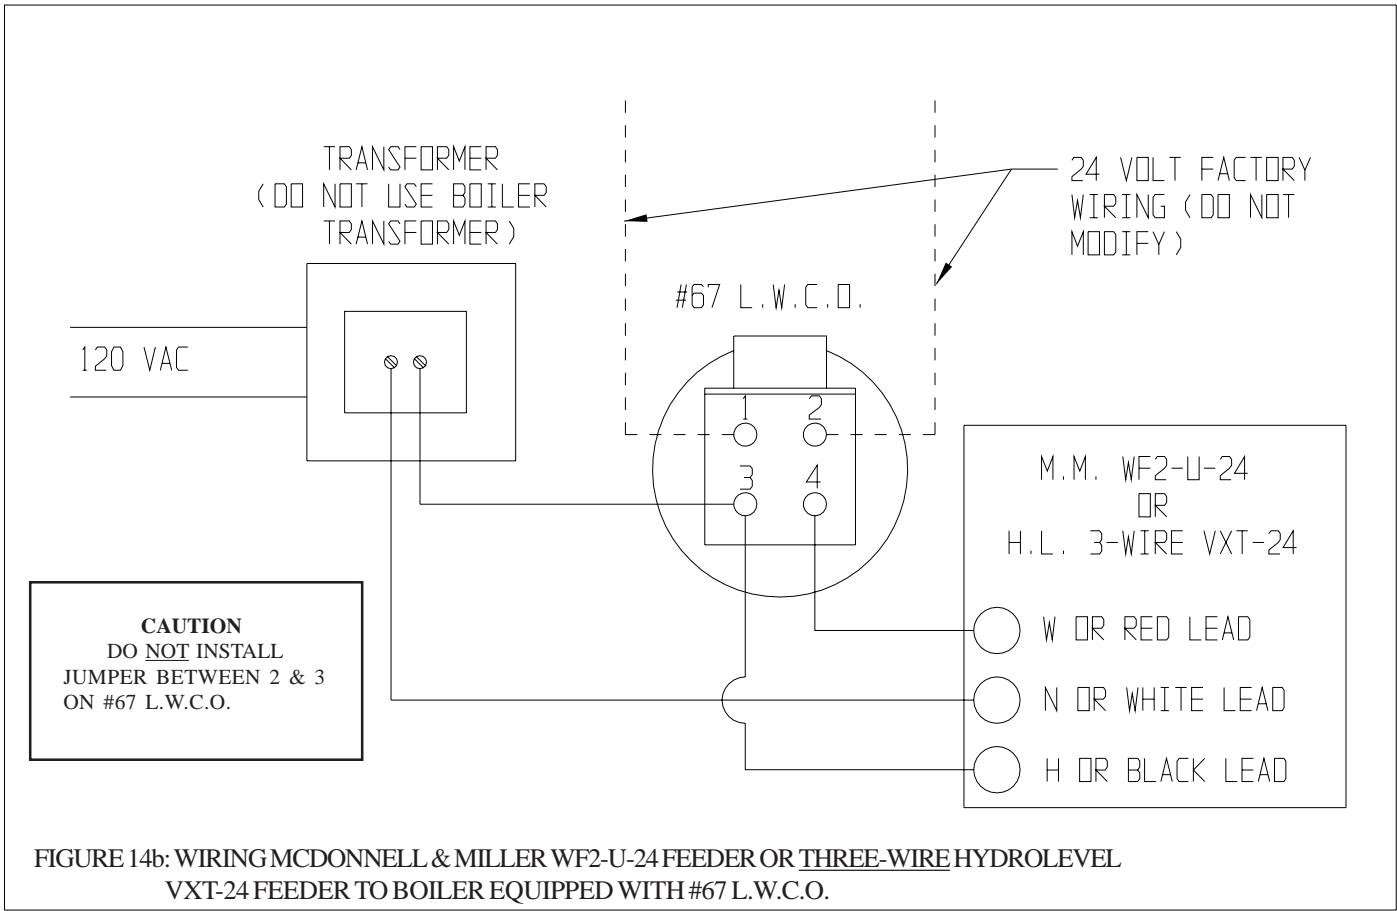 TRANSFORMER
(DO NOT USE BOILER
TRANSFORMER)
24 VOLT FACTORY
WIRING (DO NOT
MODIFY)
#67 L.W.C.O.
120 VAC
1 2
3 4
M.M. WF2-U-24
OR
H.L. 3-WIRE VXT-24
W OR RED LEAD
N OR WHITE LEAD
H OR BLACK LEAD
CAUTION
DO NOT INSTALL
JUMPER BETWEEN 2 & 3
ON #67 L.W.C.O.
FIGURE 14b: WIRING MCDONNELL & MILLER WF2-U-24 FEEDER OR THREE-WIRE HYDROLEVEL
VXT-24 FEEDER TO BOILER EQUIPPED WITH #67 L.W.C.O.